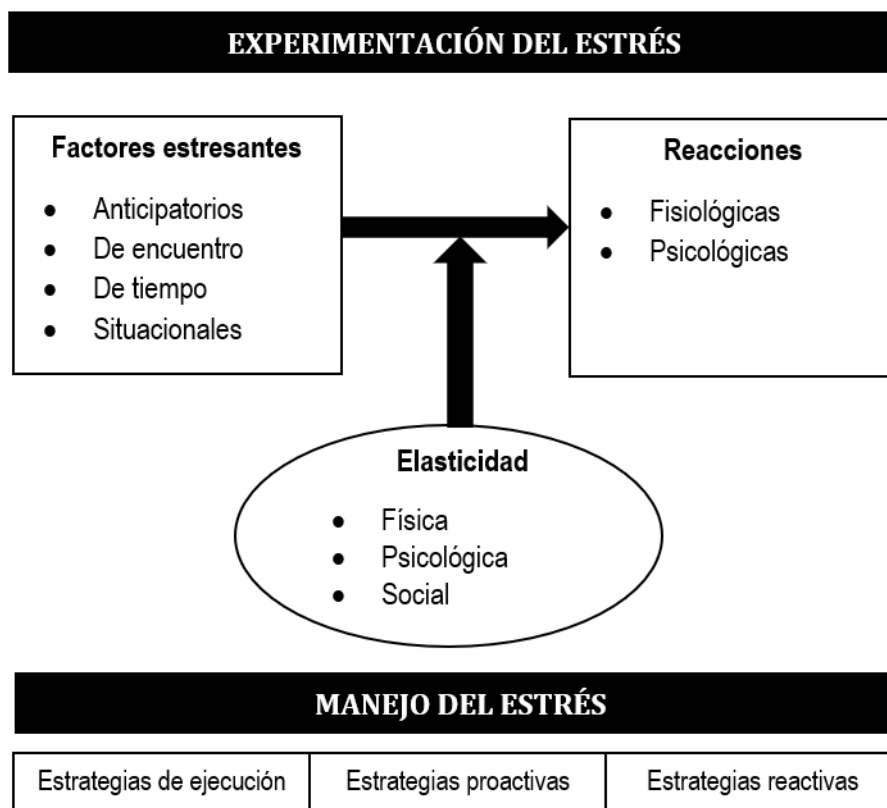 EXPERIMENTACIÓN DEL ESTRÉS
Factores estresantes
• Anticipatorios
• De encuentro
• De tiempo
• Situacionales
Reacciones
• Fisiológicas
• Psicológicas
Elasticidad
• Física
• Psicológica
• Social
MANEJO DEL ESTRÉS
Estrategias de ejecución
Estrategias proactivas
Estrategias reactivas